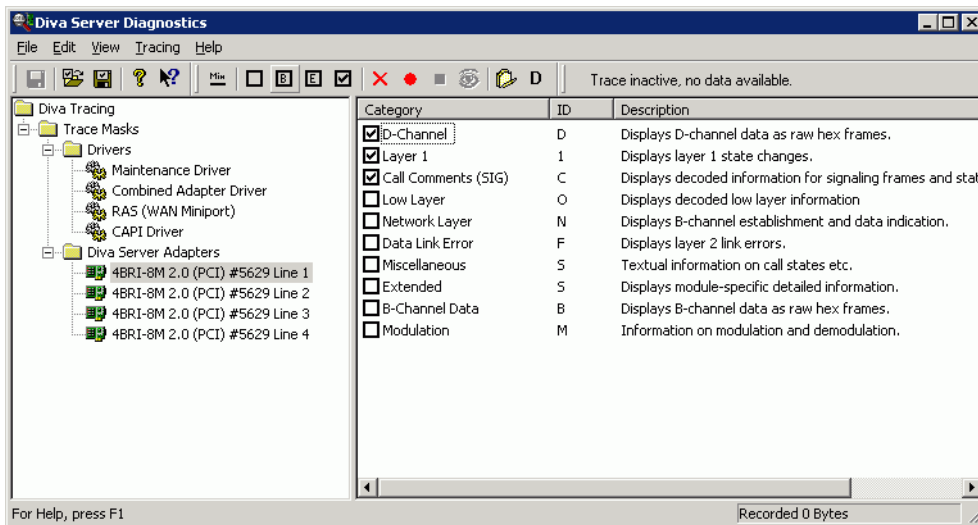 Diva Server Diagnostics
File Edit View Tracing Help
Min B E D Trace inactive, no data available.
Diva Tracing
Trace Masks
Drivers
Maintenance Driver
Combined Adapter Driver
RAS (WAN Miniport)
CAPI Driver
Diva Server Adapters
4BRI-8M 2.0 (PCI) #5629 Line 1
4BRI-8M 2.0 (PCI) #5629 Line 2
4BRI-8M 2.0 (PCI) #5629 Line 3
4BRI-8M 2.0 (PCI) #5629 Line 4
Category ID Description
D-Channel D Displays D-channel data as raw hex frames.
Layer 1 1 Displays layer 1 state changes.
Call Comments (SIG) C Displays decoded information for signaling frames and stat
Low Layer O Displays decoded low layer information
Network Layer N Displays B-channel establishment and data indication.
Data Link Error F Displays layer 2 link errors.
Miscellaneous S Textual information on call states etc.
Extended S Displays module-specific detailed information.
B-Channel Data B Displays B-channel data as raw hex frames.
Modulation M Information on modulation and demodulation.
For Help, press F1 Recorded 0 Bytes